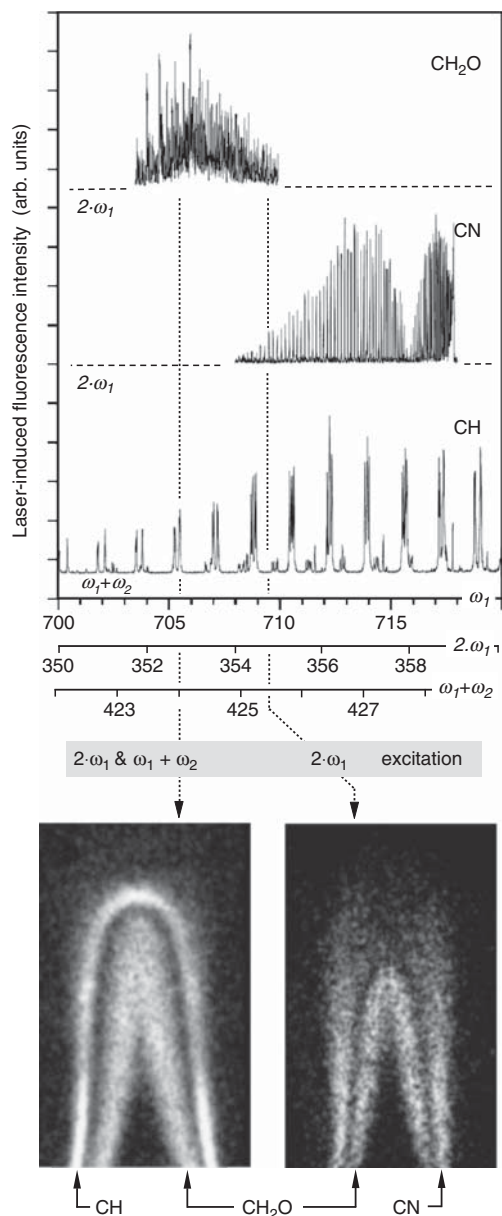 Laser-induced fluorescence intensity (arb. units)
CH₂O
2·ω₁
CN
2·ω₁
CH
ω₁+ω₂
700 705 710 715 ω₁
350 352 354 356 358 2.ω₁
423 425 427 ω₁+ω₂
2·ω₁ & ω₁ + ω₂ 2·ω₁ excitation
CH CH₂O CN